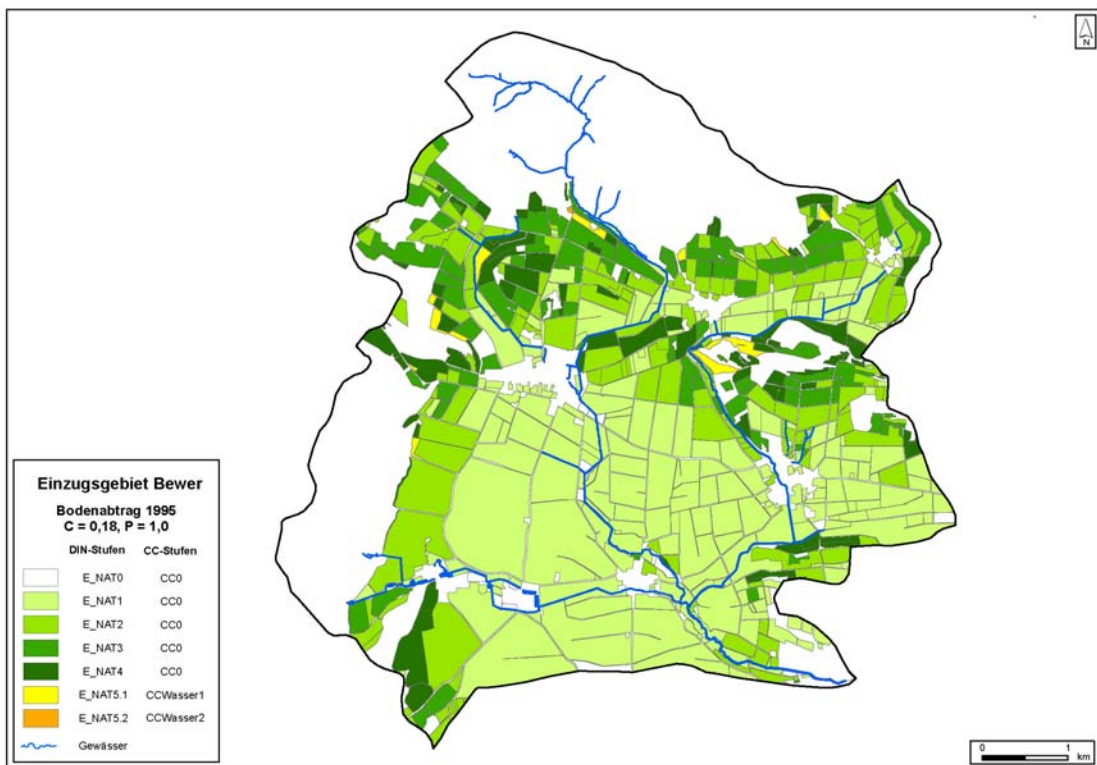 N
Einzugsgebiet Bewer
Bodenabtrag 1995
C = 0,18, P = 1,0
DIN-Stufen CC-Stufen
E_NAT0 CC0
E_NAT1 CC0
E_NAT2 CC0
E_NAT3 CC0
E_NAT4 CC0
E_NAT5.1 CCWasser1
E_NAT5.2 CCWasser2
Gewässer
0 1
km